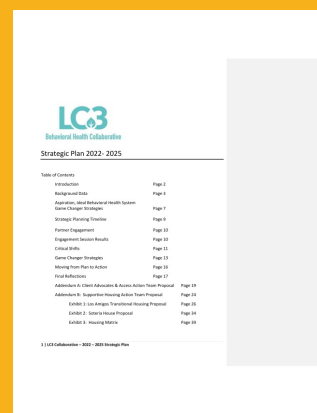 LC3
Behavioral Health Collaborative
Strategic Plan 2022- 2025
Table of Contents
Introduction Page 2
Background Data Page 3
Aspiration, Ideal Behavioral Health System
Game Changer Strategies Page 7
Strategic Planning Timeline Page 9
Partner Engagement Page 10
Engagement Session Results Page 10
Critical Shifts Page 11
Game Changer Strategies Page 13
Moving from Plan to Action Page 16
Final Reflections Page 17
Addendum A: Client Advocates & Access Action Team Proposal Page 19
Addendum B: Supportive Housing Action Team Proposal Page 24
Exhibit 1: Los Amigos Transitional Housing Proposal Page 26
Exhibit 2: Soteria House Proposal Page 34
Exhibit 3: Housing Matrix Page 39
1 | LC3 Collaborative – 2022 – 2025 Strategic Plan